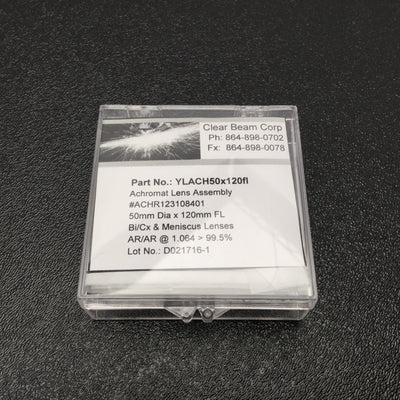 Clear Beam Corp
Ph: 864-898-0702
Fx: 864-898-0078
Part No.: YLACH50x120fl
Achromat Lens Assembly
#ACHR123108401
50mm Dia x 120mm FL
Bi/Cx & Meniscus Lenses
AR/AR @ 1.064 > 99.5%
Lot No.: D021716-1